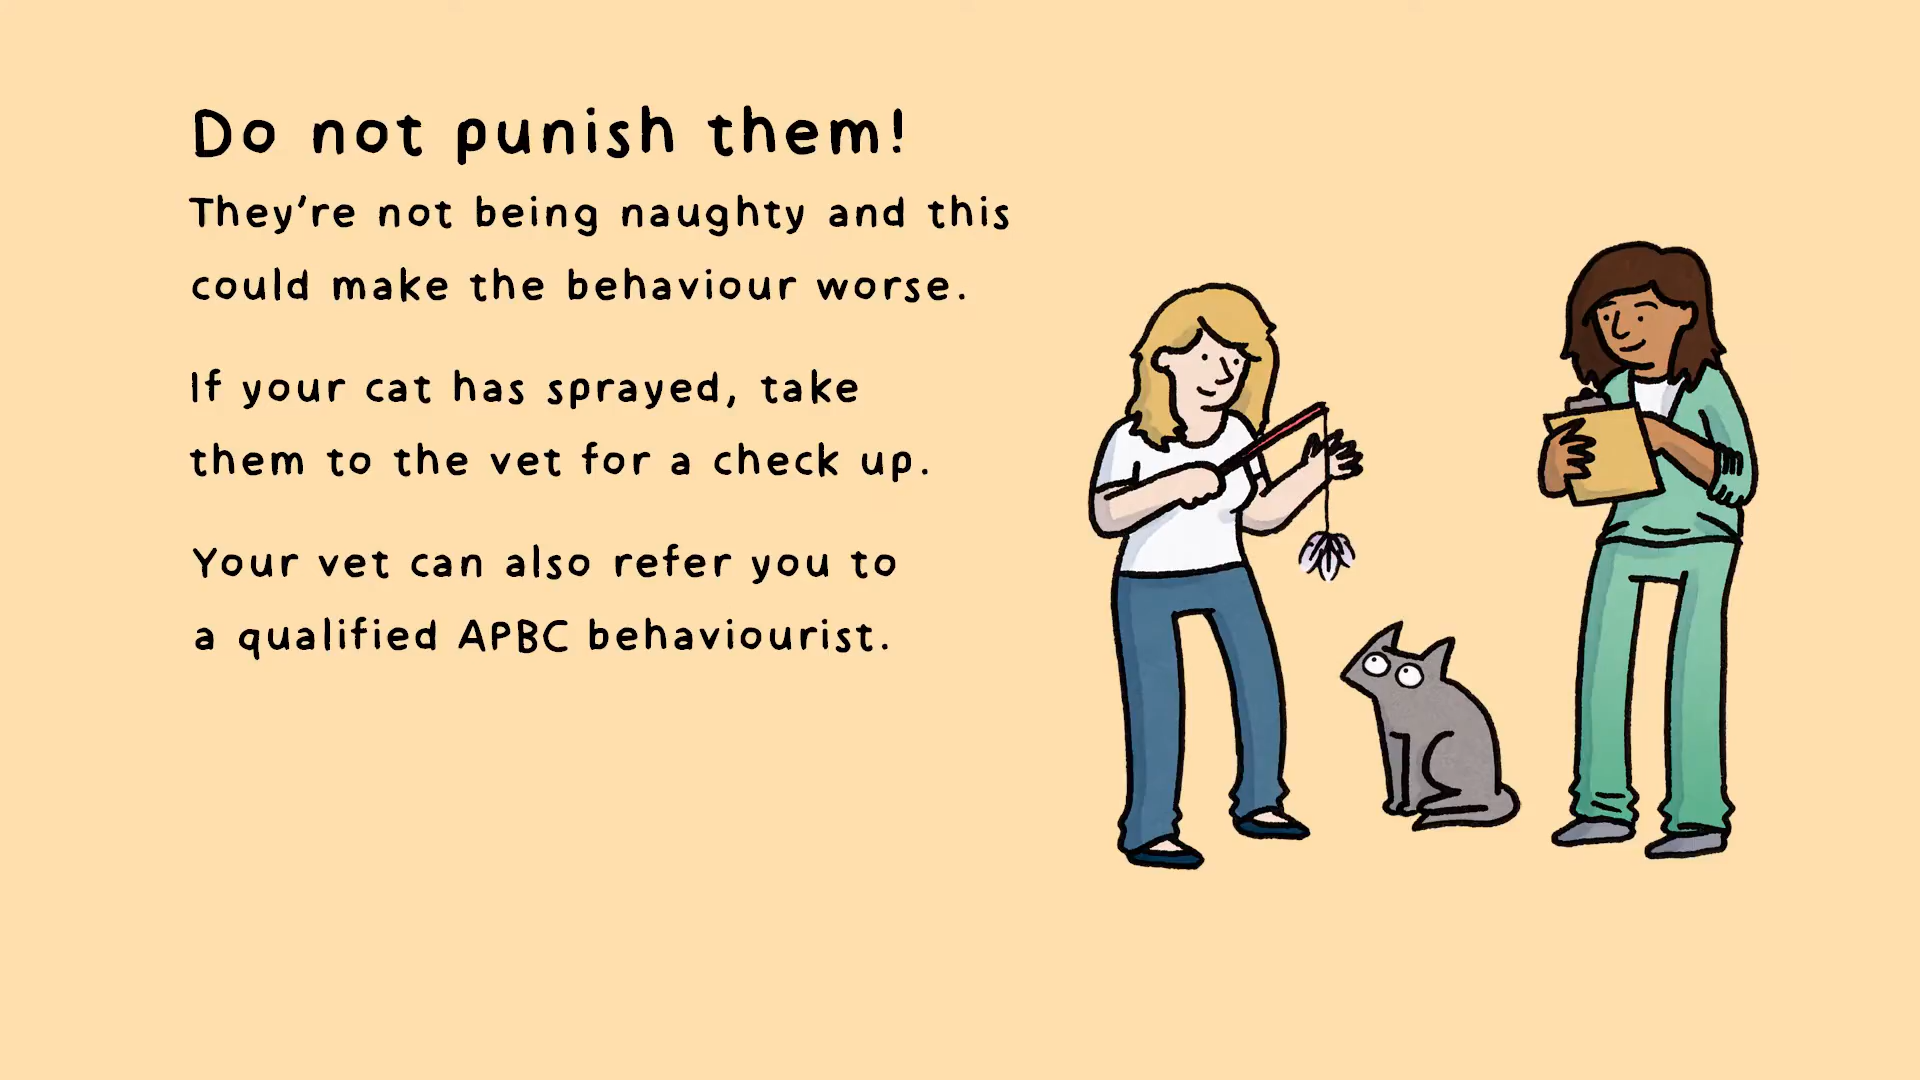 Do not punish them!
They're not being naughty and this
could make the behaviour worse.
If your cat has sprayed, take
them to the vet for a check up.
Your vet can also refer you to
a qualified APBC behaviourist.